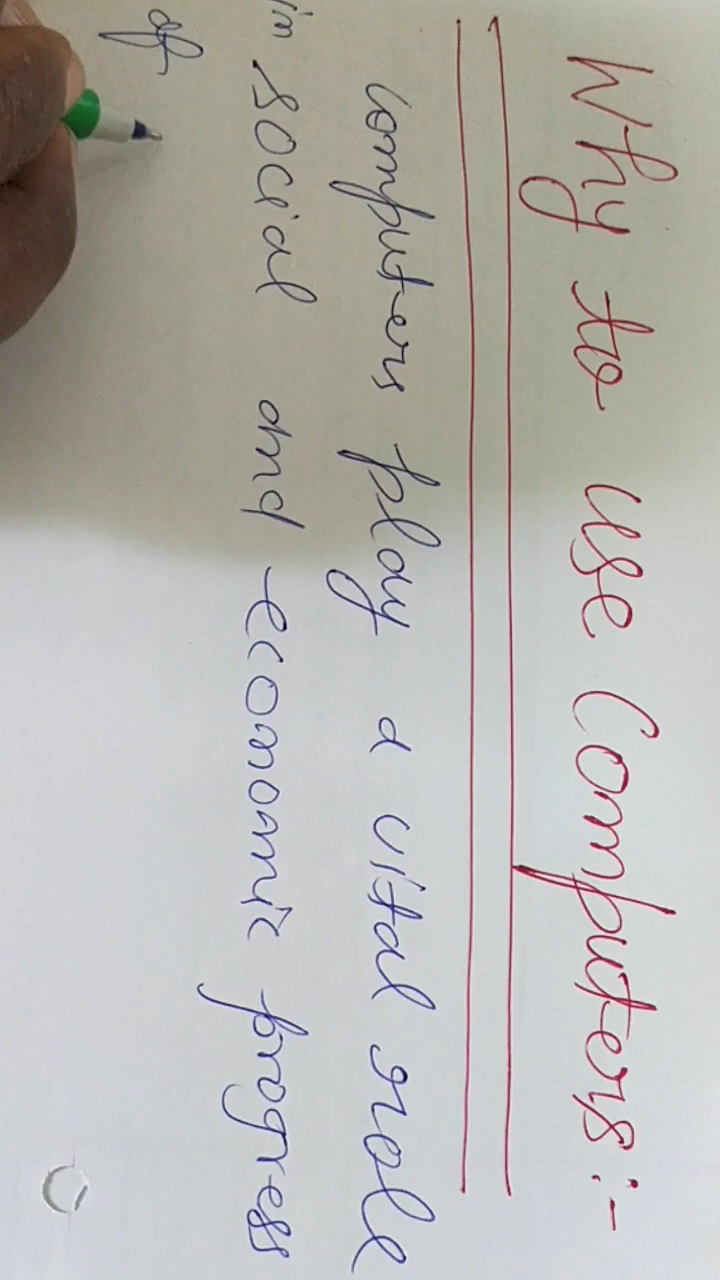 Why to use Computers :-
Computers play a vital role
in social and economic progress
of